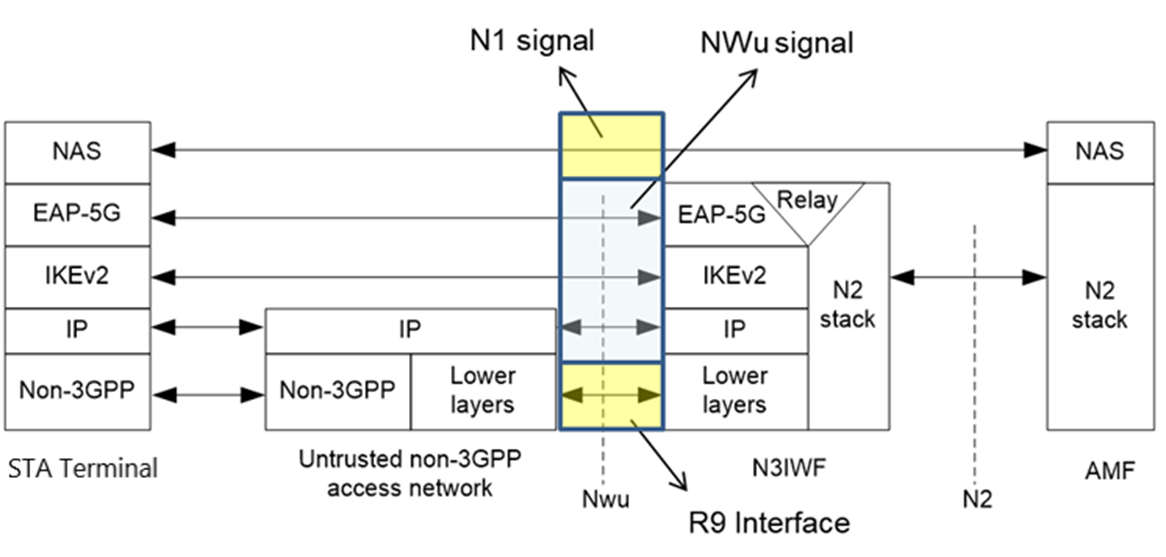 N1 signal
NWu signal
NAS
NAS
EAP-5G
EAP-5G
Relay
IKEv2
IKEv2
N2
stack
N2
stack
IP
IP
IP
Non-3GPP
Non-3GPP
Lower
layers
Lower
layers
STA Terminal
Untrusted non-3GPP
access network
Nwu
N3IWF
N2
AMF
R9 Interface